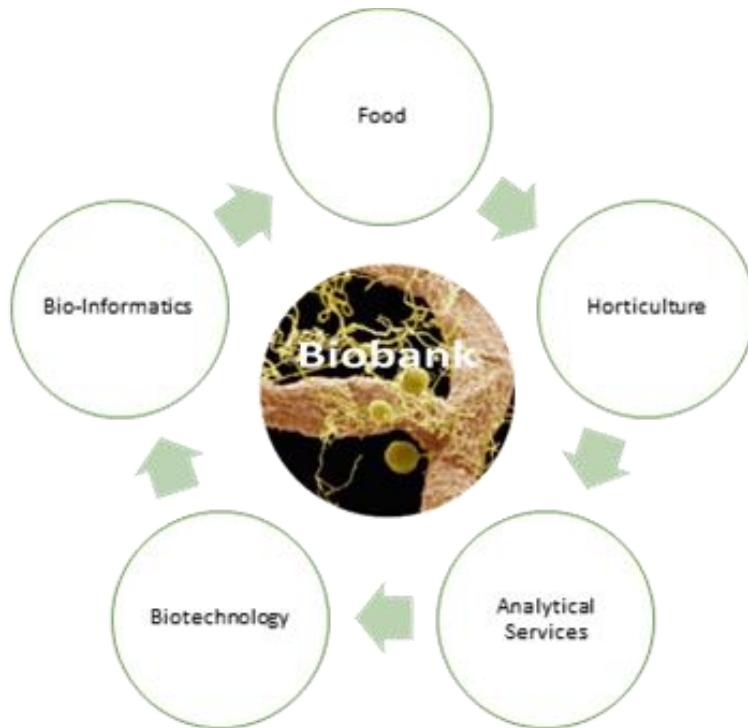 Food
Bio-Informatics
Horticulture
Biobank
Biotechnology
Analytical
Services